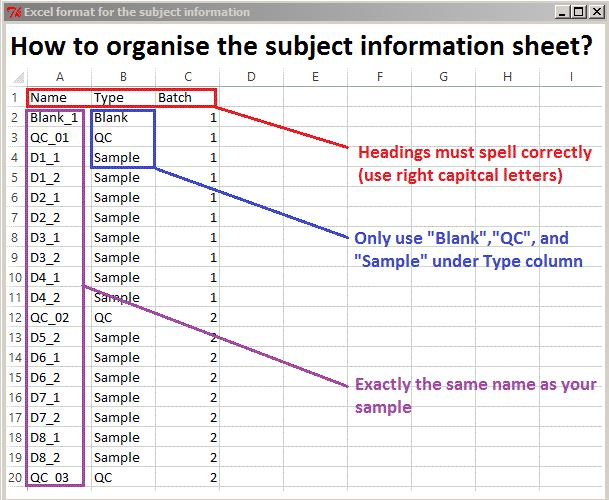 Excel format for the subject information
How to organise the subject information sheet?
A B C D E F G H I
1 Name Type Batch
2 Blank_1 Blank 1
3 QC_01 QC 1
4 D1_1 Sample 1
5 D1_2 Sample 1
6 D2_1 Sample 1
7 D2_2 Sample 1
8 D3_1 Sample 1
9 D3_2 Sample 1
10 D4_1 Sample 1
11 D4_2 Sample 1
12 QC_02 QC 2
13 D5_2 Sample 2
14 D6_1 Sample 2
15 D6_2 Sample 2
16 D7_1 Sample 2
17 D7_2 Sample 2
18 D8_1 Sample 2
19 D8_2 Sample 2
20 QC_03 QC 2
Headings must spell correctly
(use right capitcal letters)
Only use "Blank","QC", and
"Sample" under Type column
Exactly the same name as your
sample